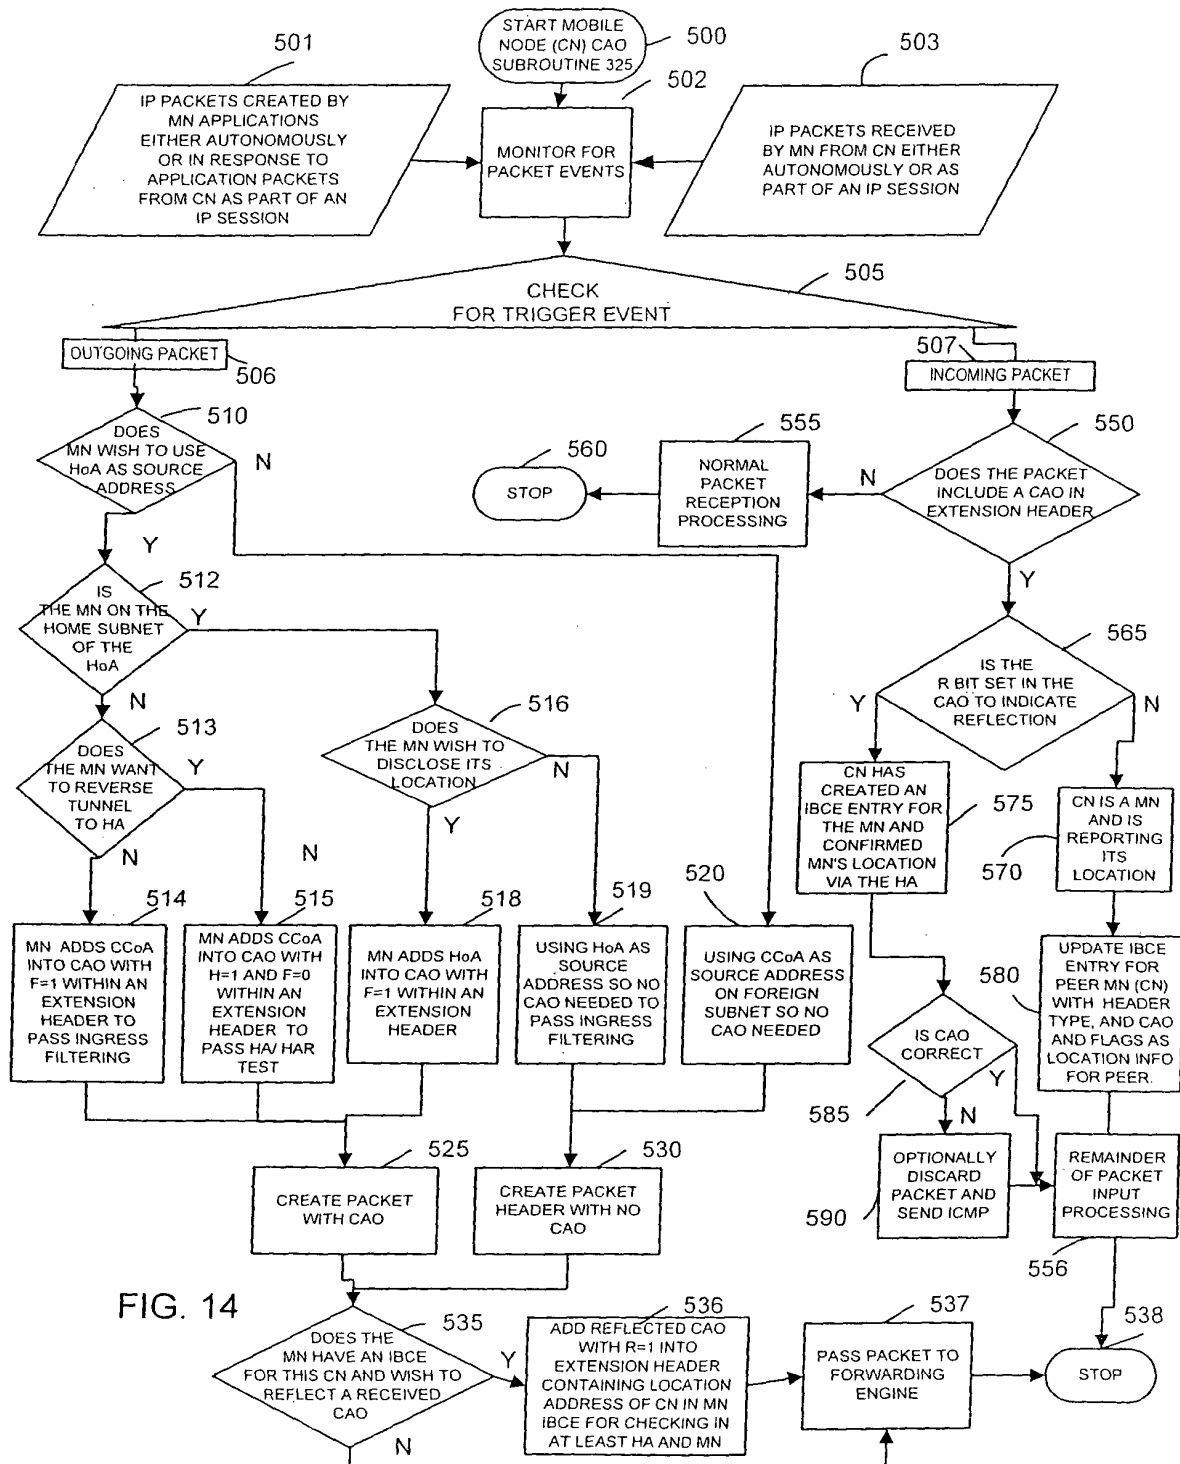 START MOBILE
NODE (CN) CAO
SUBROUTINE 325
500
501
502
503
IP PACKETS CREATED BY
MN APPLICATIONS
EITHER AUTONOMOUSLY
OR IN RESPONSE TO
APPLICATION PACKETS
FROM CN AS PART OF AN
IP SESSION
MONITOR FOR
PACKET EVENTS
IP PACKETS RECEIVED
BY MN FROM CN EITHER
AUTONOMOUSLY OR AS
PART OF AN IP SESSION
505
CHECK
FOR TRIGGER EVENT
OUTGOING PACKET
506
507
INCOMING PACKET
510
DOES
MN WISH TO USE
HoA AS SOURCE
ADDRESS
N
Y
560
STOP
555
NORMAL
PACKET
RECEPTION
PROCESSING
N
550
DOES THE PACKET
INCLUDE A CAO IN
EXTENSION HEADER
Y
512
IS
THE MN ON THE
HOME SUBNET
OF THE
HoA
Y
N
565
IS THE
R BIT SET IN THE
CAO TO INDICATE
REFLECTION
Y
N
513
DOES
THE MN WANT
TO REVERSE
TUNNEL
TO HA
Y
N
N
516
DOES
THE MN WISH TO
DISCLOSE ITS
LOCATION
N
Y
CN HAS
CREATED AN
IBCE ENTRY FOR
THE MN AND
CONFIRMED
MN'S LOCATION
VIA THE HA
575
CN IS A MN
AND IS
REPORTING
ITS
LOCATION
570
514
MN ADDS CCoA
INTO CAO WITH
F=1 WITHIN AN
EXTENSION
HEADER TO
PASS INGRESS
FILTERING
515
MN ADDS CCoA
INTO CAO WITH
H=1 AND F=0
WITHIN AN
EXTENSION
HEADER TO
PASS HA/ HAR
TEST
518
MN ADDS HoA
INTO CAO WITH
F=1 WITHIN AN
EXTENSION
HEADER
519
USING HoA AS
SOURCE
ADDRESS SO NO
CAO NEEDED TO
PASS INGRESS
FILTERING
520
USING CCoA AS
SOURCE ADDRESS
ON FOREIGN
SUBNET SO NO
CAO NEEDED
580
UPDATE IBCE
ENTRY FOR
PEER MN (CN)
WITH HEADER
TYPE, AND CAO
AND FLAGS AS
LOCATION INFO
FOR PEER.
IS CAO
CORRECT
585
Y
N
525
CREATE PACKET
WITH CAO
530
CREATE PACKET
HEADER WITH NO
CAO
OPTIONALLY
DISCARD
PACKET AND
SEND ICMP
590
REMAINDER
OF PACKET
INPUT
PROCESSING
556
FIG. 14
535
DOES THE
MN HAVE AN IBCE
FOR THIS CN AND WISH TO
REFLECT A RECEIVED
CAO
Y
N
536
ADD REFLECTED CAO
WITH R=1 INTO
EXTENSION HEADER
CONTAINING LOCATION
ADDRESS OF CN IN MN
IBCE FOR CHECKING IN
AT LEAST HA AND MN
537
PASS PACKET TO
FORWARDING
ENGINE
538
STOP